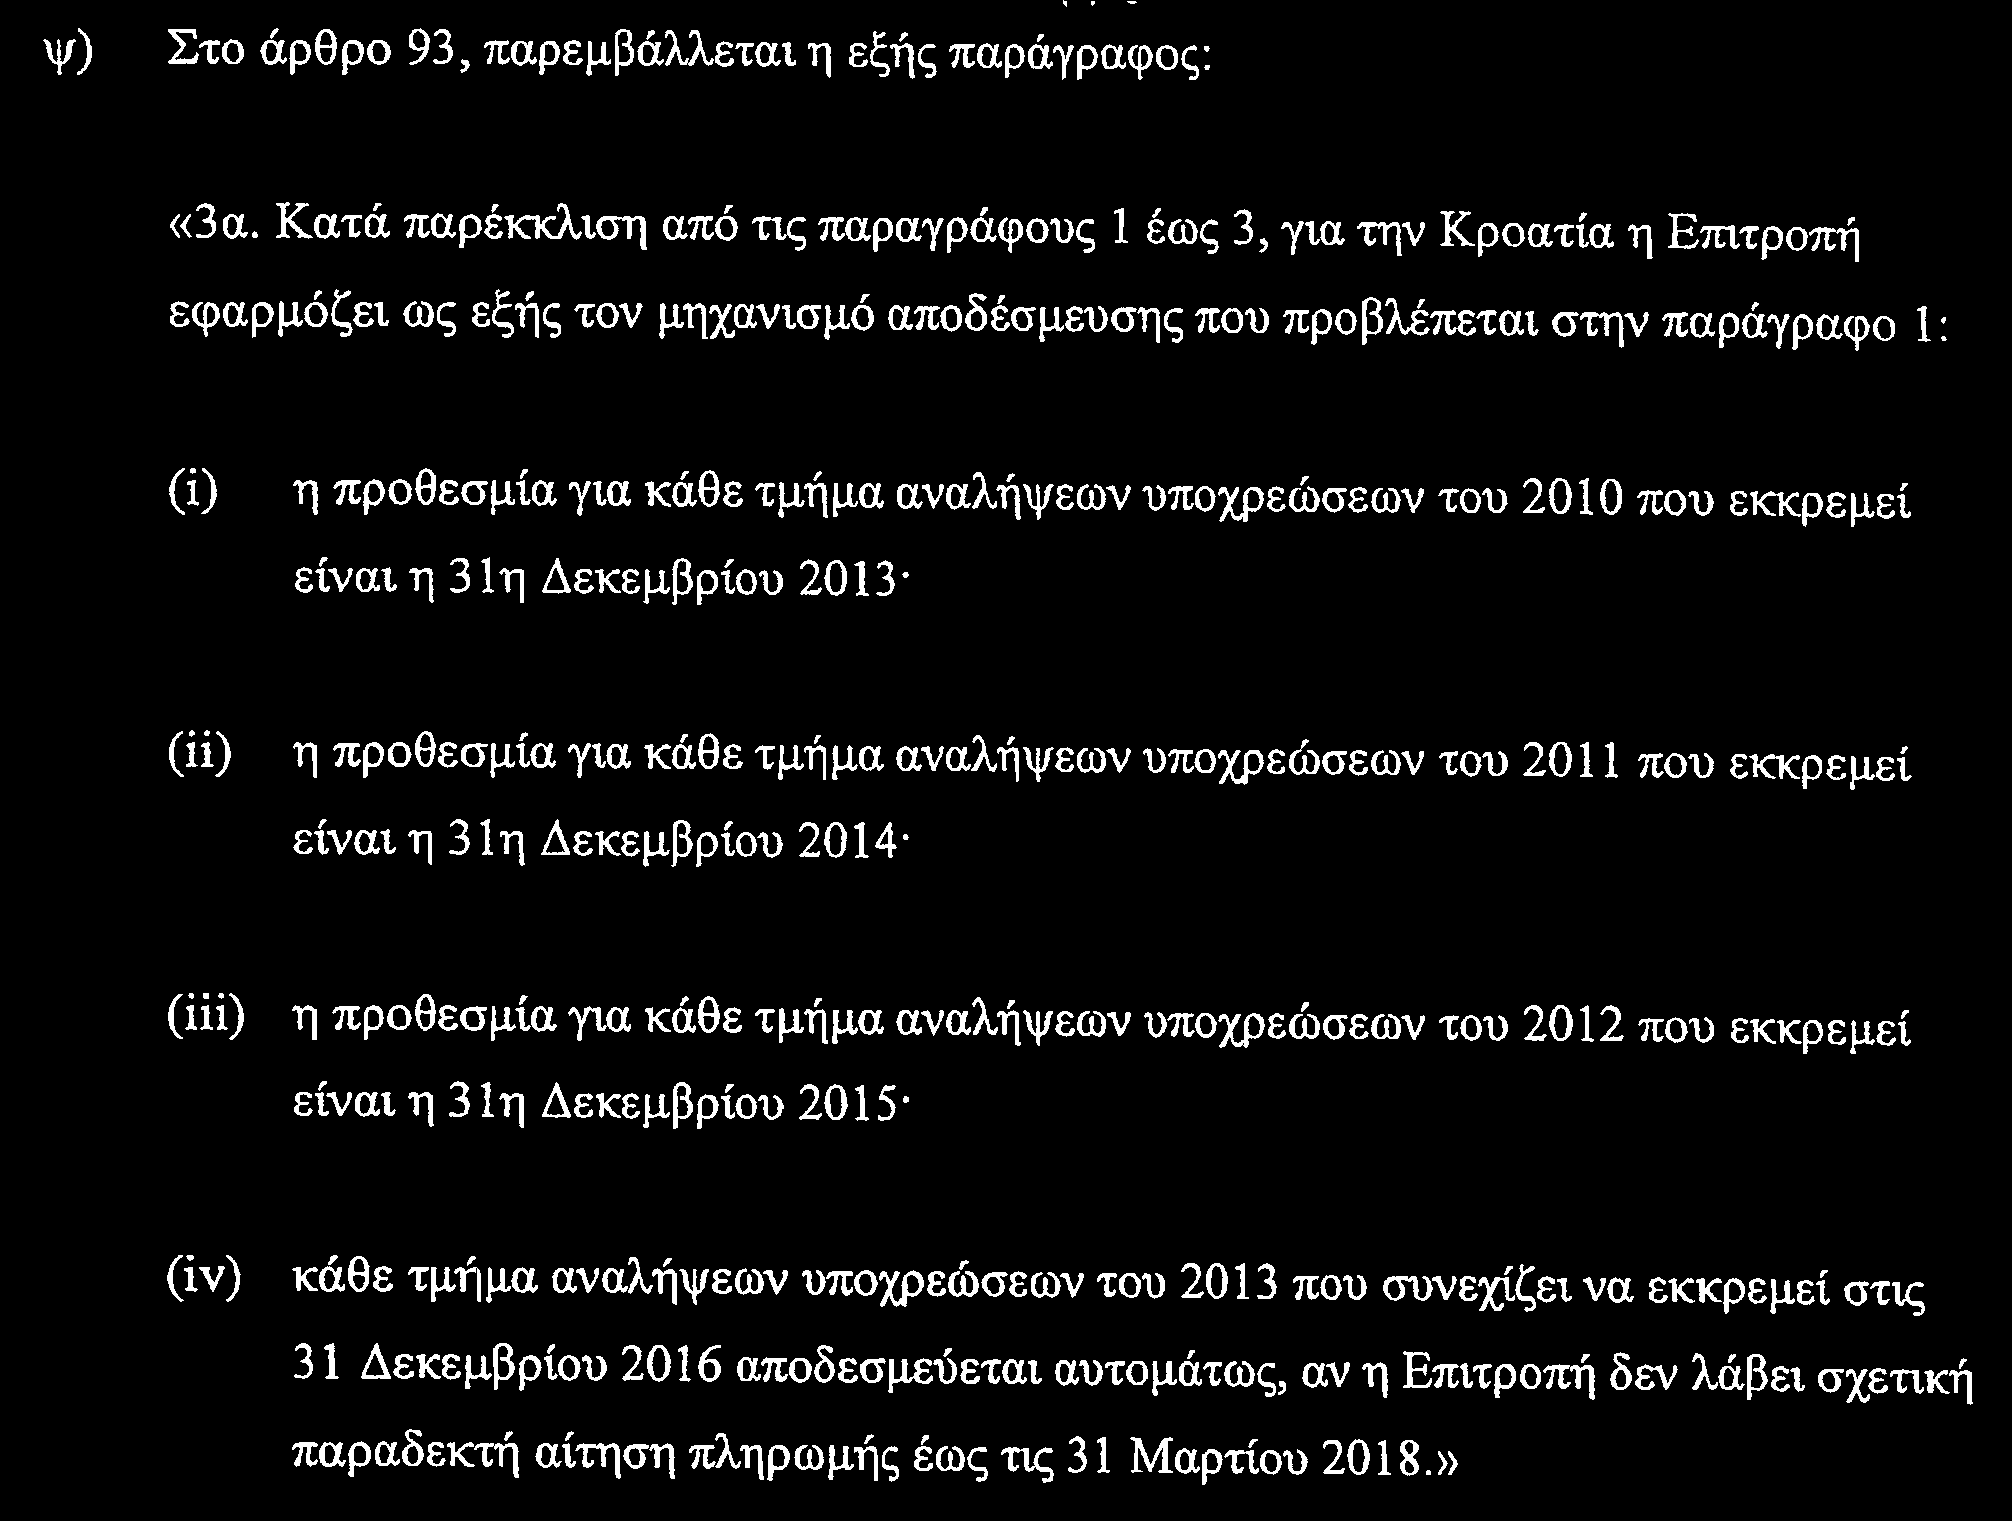 ψ) Στο άρθρο 93, παρεμβάλλεται η εξής παράγραφος:
«3α. Κατά παρέκκλιση από τις παραγράφους 1 έως 3, για την Κροατία η Επιτροπή
εφαρμόζει ως εξής τον μηχανισμό αποδέσμευσης που προβλέπεται στην παράγραφο 1:
(i) η προθεσμία για κάθε τμήμα αναλήψεων υποχρεώσεων του 2010 που εκκρεμεί
είναι η 31η Δεκεμβρίου 2013·
(ii) η προθεσμία για κάθε τμήμα αναλήψεων υποχρεώσεων του 2011 που εκκρεμεί
είναι η 31η Δεκεμβρίου 2014·
(iii) η προθεσμία για κάθε τμήμα αναλήψεων υποχρεώσεων του 2012 που εκκρεμεί
είναι η 31η Δεκεμβρίου 2015·
(iv) κάθε τμήμα αναλήψεων υποχρεώσεων του 2013 που συνεχίζει να εκκρεμεί στις
31 Δεκεμβρίου 2016 αποδεσμεύεται αυτομάτως, αν η Επιτροπή δεν λάβει σχετική
παραδεκτή αίτηση πληρωμής έως τις 31 Μαρτίου 2018.»